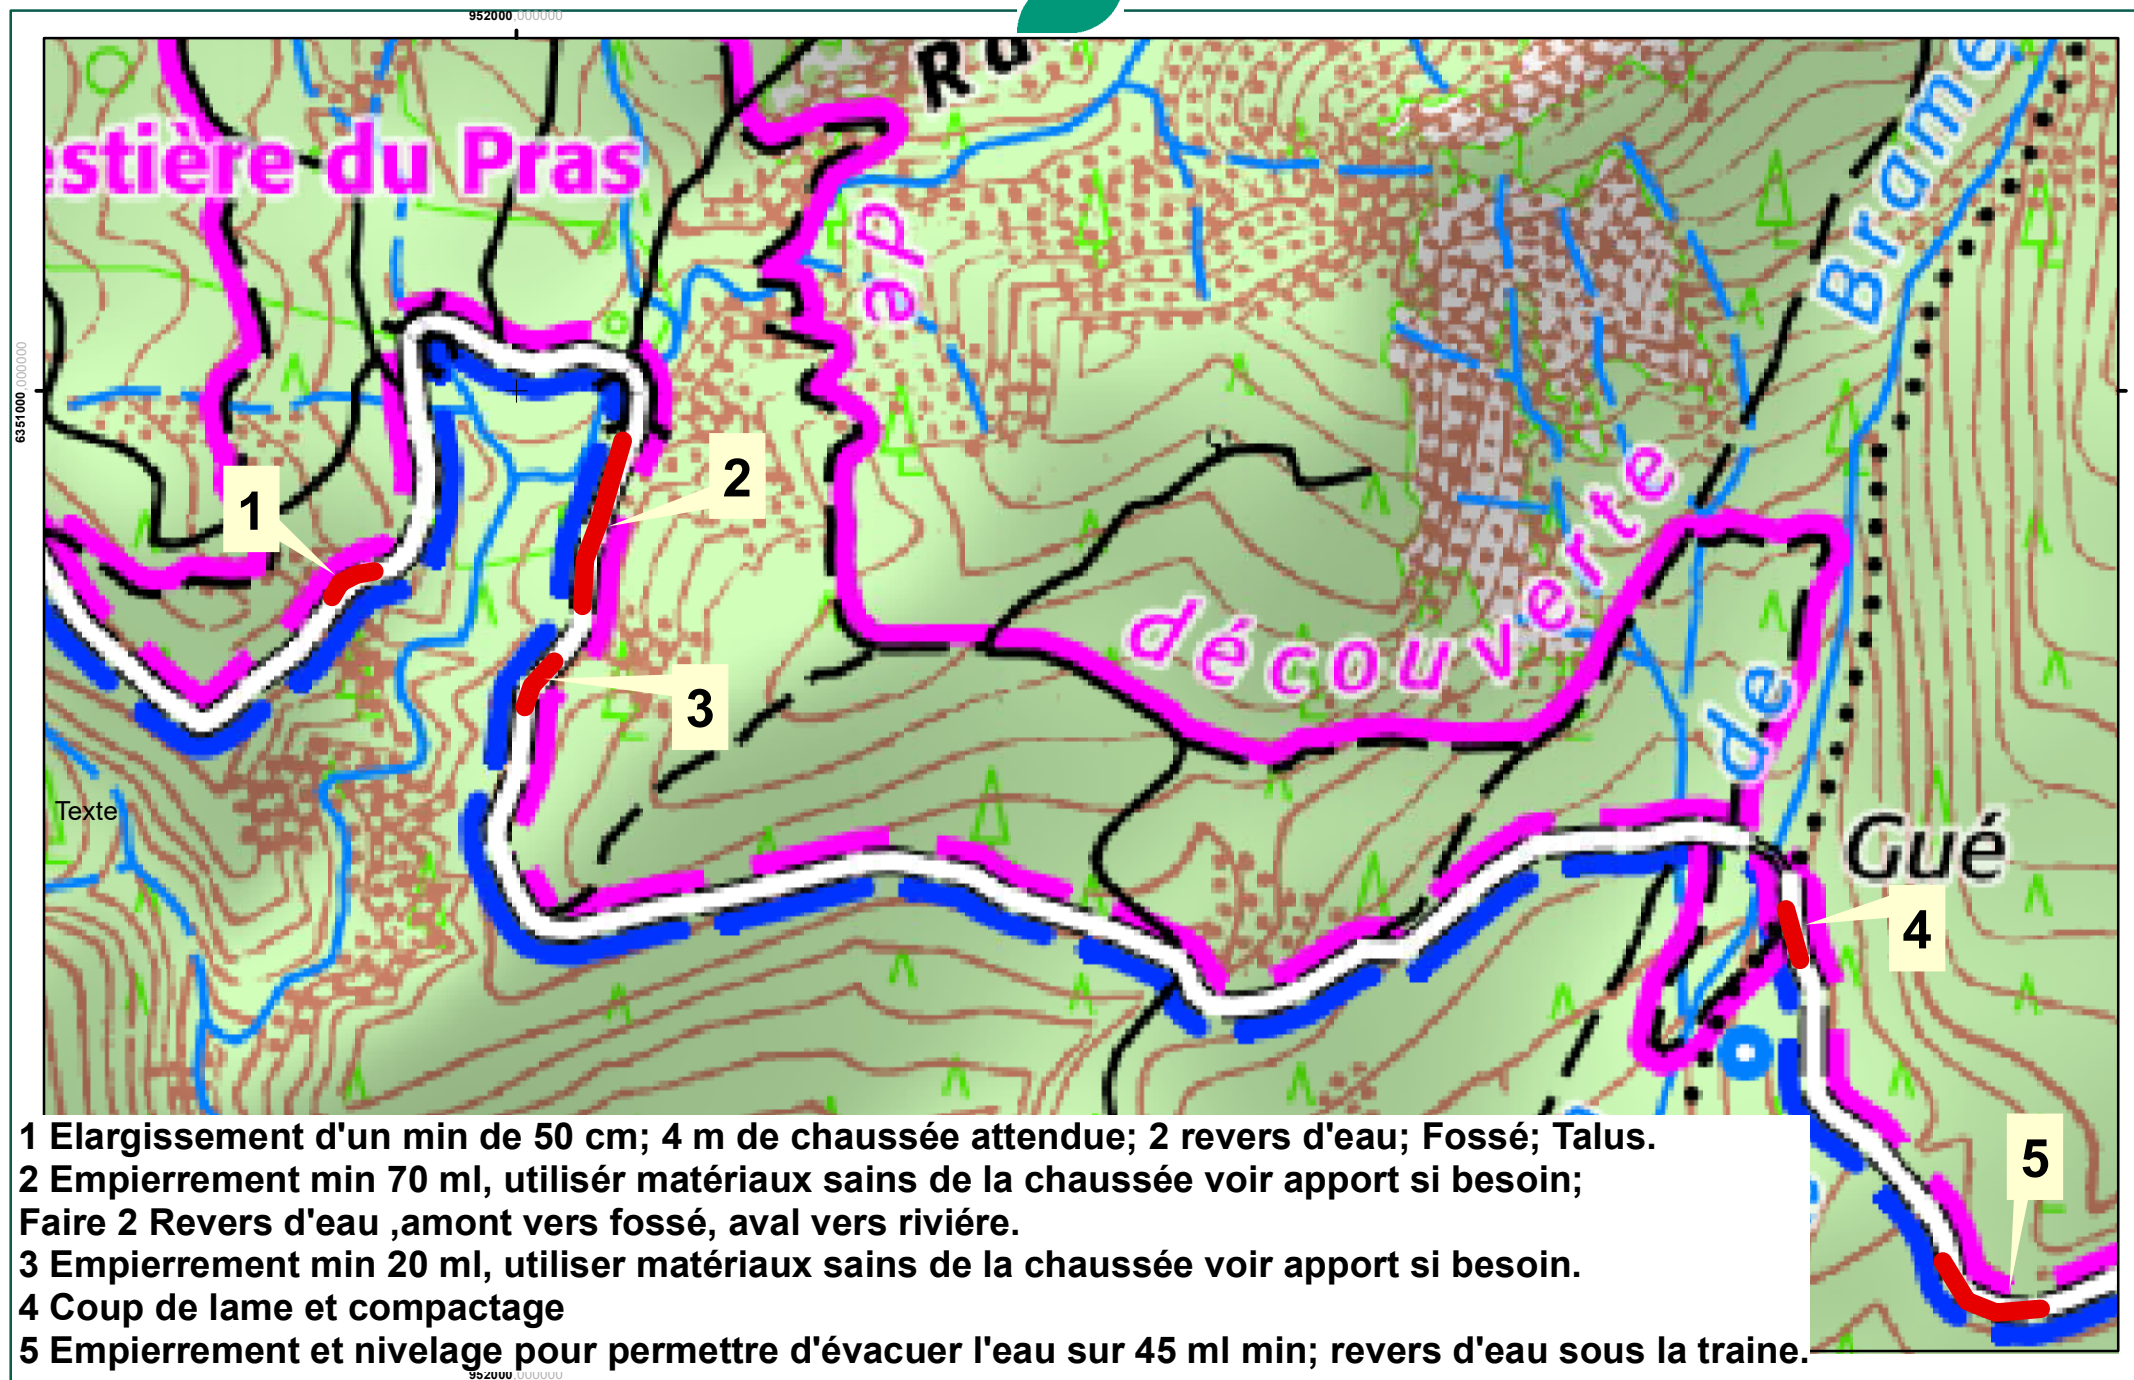 952000,000000
Ra
Brame
estière du Pras
de
6351000,000000
2
1
découverte
3
de
Texte
Gué
4
1 Elargissement d'un min de 50 cm; 4 m de chaussée attendue; 2 revers d'eau; Fossé; Talus.
5
2 Empierrement min 70 ml, utilisér matériaux sains de la chaussée voir apport si besoin;
Faire 2 Revers d'eau ,amont vers fossé, aval vers riviére.
3 Empierrement min 20 ml, utiliser matériaux sains de la chaussée voir apport si besoin.
4 Coup de lame et compactage
5 Empierrement et nivelage pour permettre d'évacuer l'eau sur 45 ml min; revers d'eau sous la traine.
952000,000000